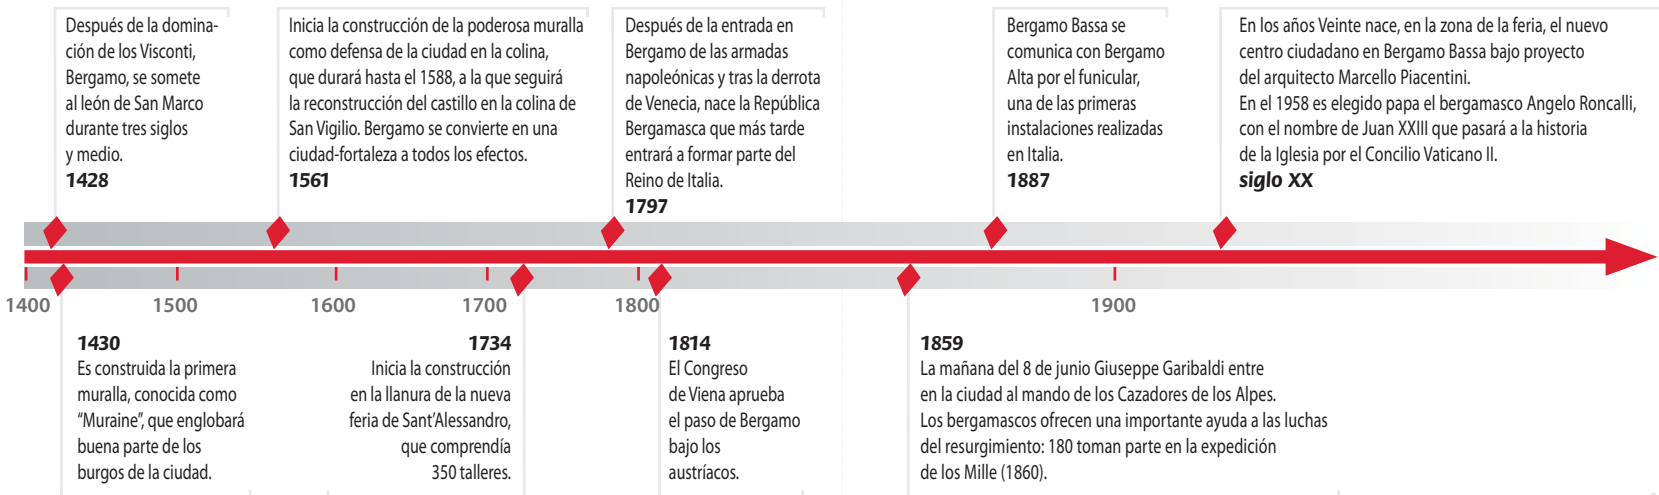 Después de la domina-
ción de los Visconti,
Bergamo, se somete
al león de San Marco
durante tres siglos
y medio.
1428
Inicia la construcción de la poderosa muralla
como defensa de la ciudad en la colina,
que durará hasta el 1588, a la que seguirá
la reconstrucción del castillo en la colina de
San Vigilio. Bergamo se convierte en una
ciudad-fortaleza a todos los efectos.
1561
Después de la entrada en
Bergamo de las armadas
napoleónicas y tras la derrota
de Venecia, nace la República
Bergamasca que más tarde
entrará a formar parte del
Reino de Italia.
1797
Bergamo Bassa se
comunica con Bergamo
Alta por el funicular,
una de las primeras
instalaciones realizadas
en Italia.
1887
En los años Veinte nace, en la zona de la feria, el nuevo
centro ciudadano en Bergamo Bassa bajo proyecto
del arquitecto Marcello Piacentini.
En el 1958 es elegido papa el bergamasco Angelo Roncalli,
con el nombre de Juan XXIII que pasará a la historia
de la Iglesia por el Concilio Vaticano II.
siglo XX
1400 1500 1600 1700 1800 1900
1430
Es construida la primera
muralla, conocida como
“Muraine”, que englobará
buena parte de los
burgos de la ciudad.
1734
Inicia la construcción
en la llanura de la nueva
feria de Sant’Alessandro,
que comprendía
350 talleres.
1814
El Congreso
de Viena aprueba
el paso de Bergamo
bajo los
austríacos.
1859
La mañana del 8 de junio Giuseppe Garibaldi entre
en la ciudad al mando de los Cazadores de los Alpes.
Los bergamascos ofrecen una importante ayuda a las luchas
del resurgimiento: 180 toman parte en la expedición
de los Mille (1860).